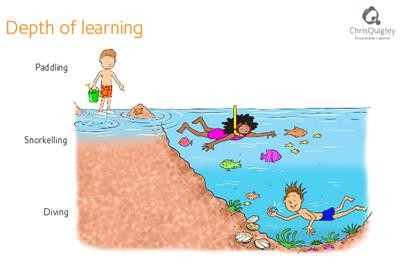 Depth of learning
ChrisQuigley
Paddling
Snorkelling
Diving